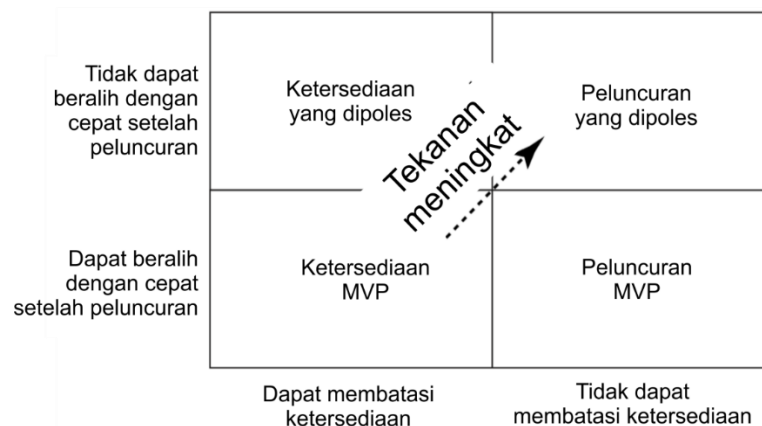 Tidak dapat
beralih dengan
cepat setelah
peluncuran
Ketersediaan
yang dipoles
Tekanan
meningkat
Peluncuran
yang dipoles
Dapat beralih
dengan cepat
setelah peluncuran
Ketersediaan
MVP
Peluncuran
MVP
Dapat membatasi
ketersediaan
Tidak dapat
membatasi ketersediaan